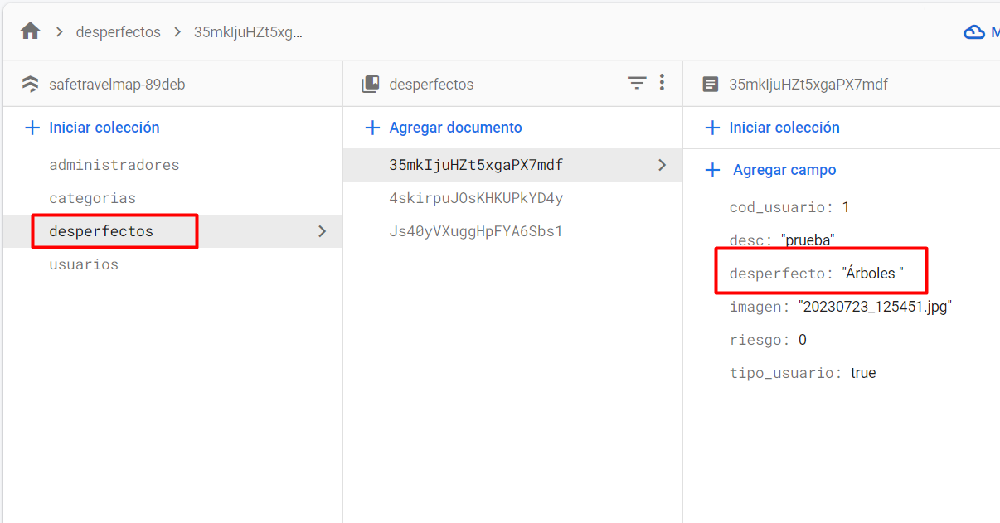 desperfectos
35mkIjuHZt5xg...
M
safetravelmap-89deb
desperfectos
35mkIjuHZt5xgaPX7mdf
Iniciar colección
Agregar documento
Iniciar colección
administradores
categorias
desperfectos
usuarios
35mkIjuHZt5xgaPX7mdf
4skirpuJOsKHKUPkYD4y
Js40yVXuggHpFYA6Sbs1
Agregar campo
cod_usuario: 1
desc: "prueba"
desperfecto: "Árboles "
imagen: "20230723_125451.jpg"
riesgo: 0
tipo_usuario: true